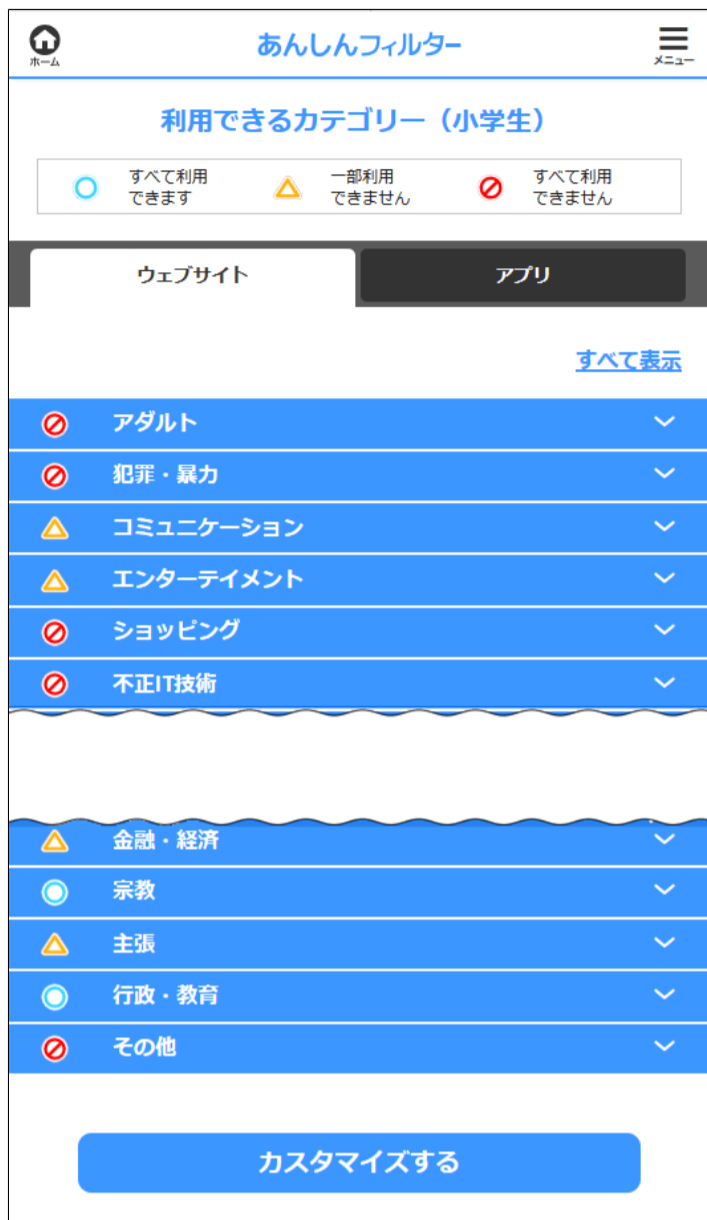 あんしんフィルター
ホーム
メニュー
利用できるカテゴリー（小学生）
すべて利用
できます
一部利用
できません
すべて利用
できません
ウェブサイト
アプリ
すべて表示
アダルト
犯罪・暴力
コミュニケーション
エンターテイメント
ショッピング
不正IT技術
金融・経済
宗教
主張
行政・教育
その他
カスタマイズする